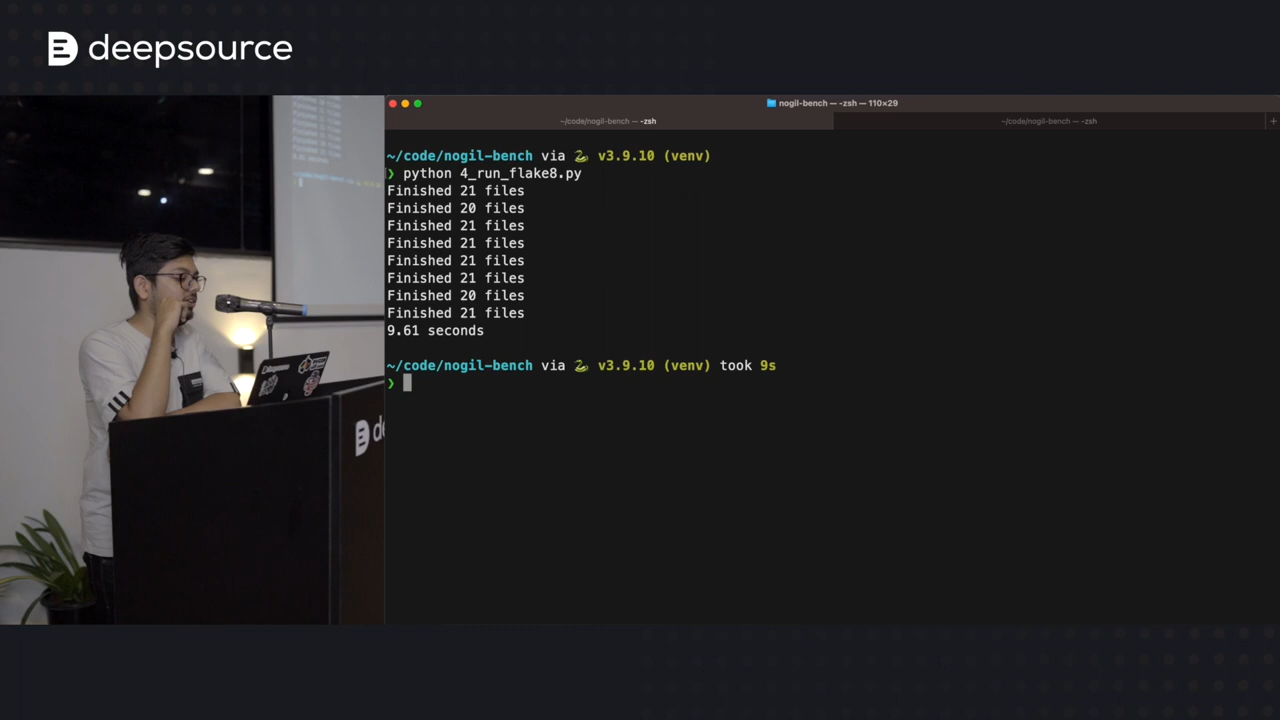 deepsource
nogil-bench — -zsh — 110×29
~/code/nogil-bench — -zsh
~/code/nogil-bench — -zsh
+
~/code/nogil-bench via 🐍 v3.9.10 (venv)
❯ python 4_run_flake8.py
Finished 21 files
Finished 20 files
Finished 21 files
Finished 21 files
Finished 21 files
Finished 21 files
Finished 20 files
Finished 21 files
9.61 seconds
~/code/nogil-bench via 🐍 v3.9.10 (venv) took 9s
❯
de